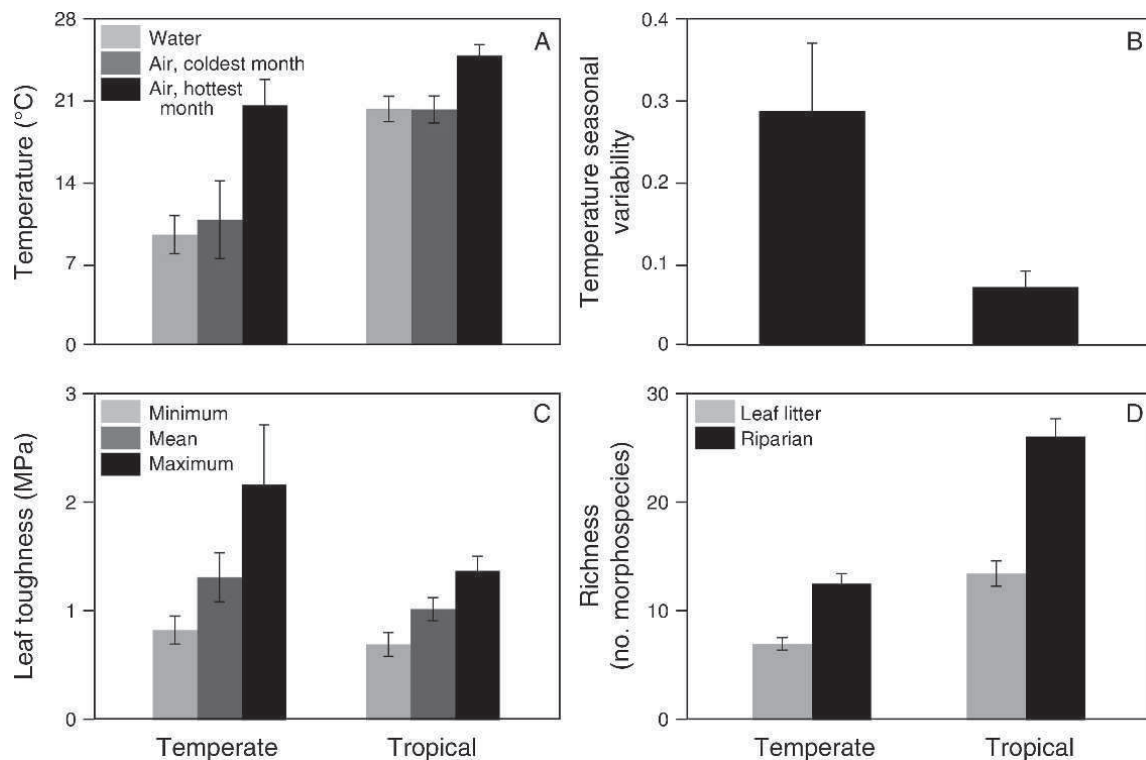 28
21
14
7
0
Temperature (°C)
Water
Air, coldest month
Air, hottest
month
A
0.4
0.3
0.2
0.1
0
Temperature seasonal
variability
B
3
2
1
0
Leaf toughness (MPa)
Minimum
Mean
Maximum
C
Temperate
Tropical
30
20
10
0
Richness
(no. morphospecies)
Leaf litter
Riparian
D
Temperate
Tropical